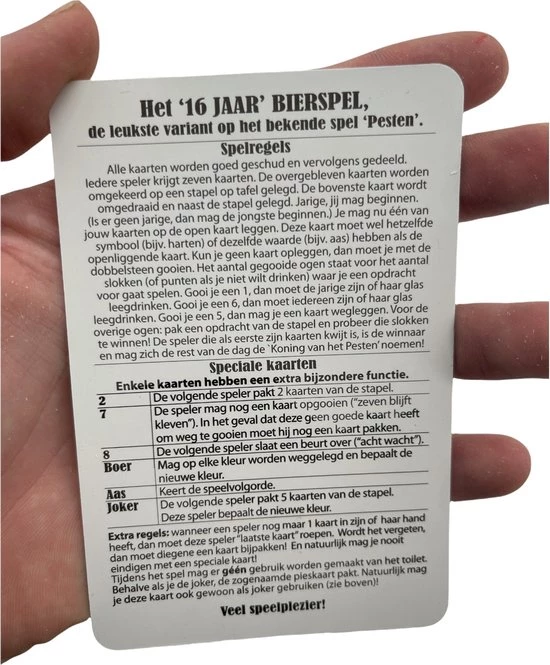 Het '16 JAAR' BIERSPEL,
de leukste variant op het bekende spel 'Pesten'.
Spelregels
Alle kaarten worden goed geschud en vervolgens gedeeld.
Iedere speler krijgt zeven kaarten. De overgebleven kaarten worden
omgekeerd op een stapel op tafel gelegd. De bovenste kaart wordt
omgedraaid en naast de stapel gelegd. Jarige, jij mag beginnen.
(Is er geen jarige, dan mag de jongste beginnen.) Je mag nu één van
jouw kaarten op de open kaart leggen. Deze kaart moet wel hetzelfde
symbool (bijv. harten) of dezelfde waarde (bijv. aas) hebben als de
openliggende kaart. Kun je geen kaart opleggen, dan moet je met de
dobbelsteen gooien. Het aantal gegooide ogen staat voor het aantal
slokken (of punten als je niet wilt drinken) waar je een opdracht
voor gaat spelen. Gooi je een 1, dan moet de jarige zijn of haar glas
leegdrinken. Gooi je een 6, dan moet iedereen zijn of haar glas
leegdrinken. Gooi je een 5, dan mag je een kaart wegleggen. Voor de
overige ogen: pak een opdracht van de stapel en probeer die slokken
te winnen! De speler die als eerste zijn kaarten kwijt is, is de winnaar
en mag zich de rest van de dag de `Koning van het Pesten' noemen!
Speciale kaarten
Enkele kaarten hebben een extra bijzondere functie.
2 De volgende speler pakt 2 kaarten van de stapel.
7 De speler mag nog een kaart opgooien ("zeven blijft
kleven"). In het geval dat deze geen goede kaart heeft
om weg te gooien moet hij nog een kaart pakken.
8 De volgende speler slaat een beurt over ("acht wacht").
Boer Mag op elke kleur worden weggelegd en bepaalt de
nieuwe kleur.
Aas Keert de speelvolgorde.
Joker De volgende speler pakt 5 kaarten van de stapel.
Deze speler bepaalt de nieuwe kleur.
Extra regels: wanneer een speler nog maar 1 kaart in zijn of haar hand
heeft, dan moet deze speler "laatste kaart" roepen. Wordt het vergeten,
dan moet diegene een kaart bijpakken! En natuurlijk mag je nooit
eindigen met een speciale kaart!
Tijdens het spel mag er géén gebruik worden gemaakt van het toilet.
Behalve als je de joker, de zogenaamde pleskaart pakt. Natuurlijk mag
je deze kaart ook gewoon als joker gebruiken (zie boven)!
Veel speelplezier!